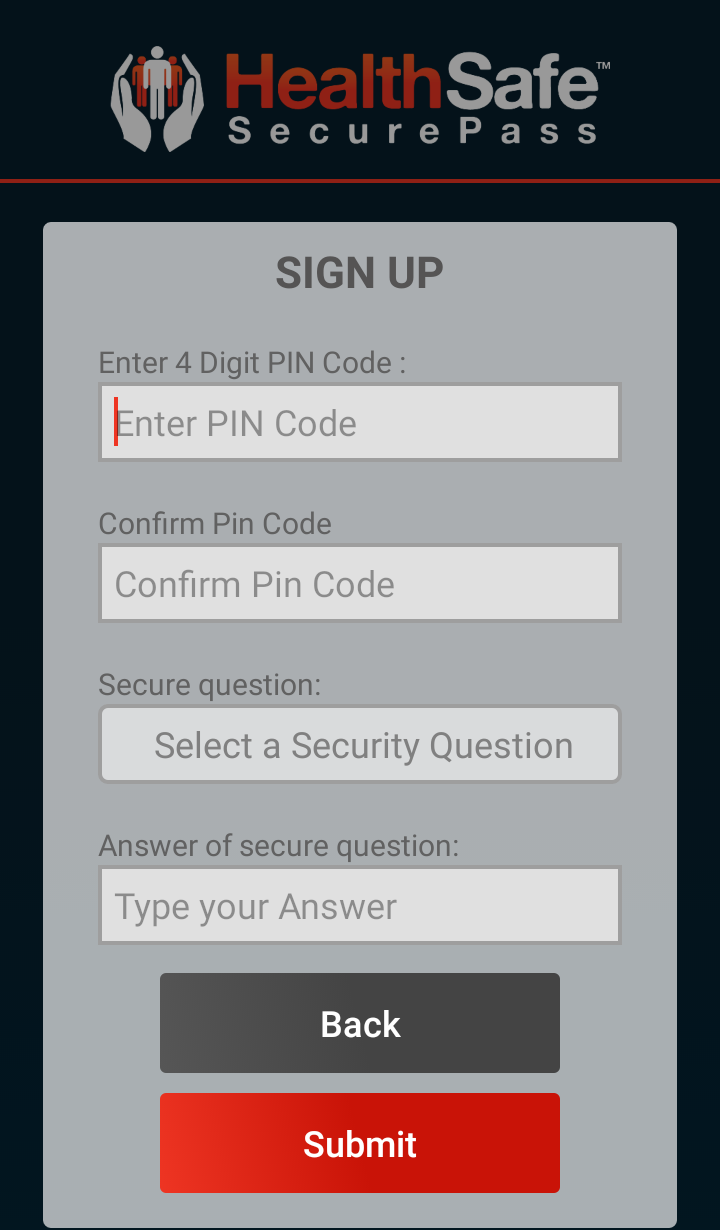 HealthSafe™
SecurePass
SIGN UP
Enter 4 Digit PIN Code :
Enter PIN Code
Confirm Pin Code
Confirm Pin Code
Secure question:
Select a Security Question
Answer of secure question:
Type your Answer
Back
Submit